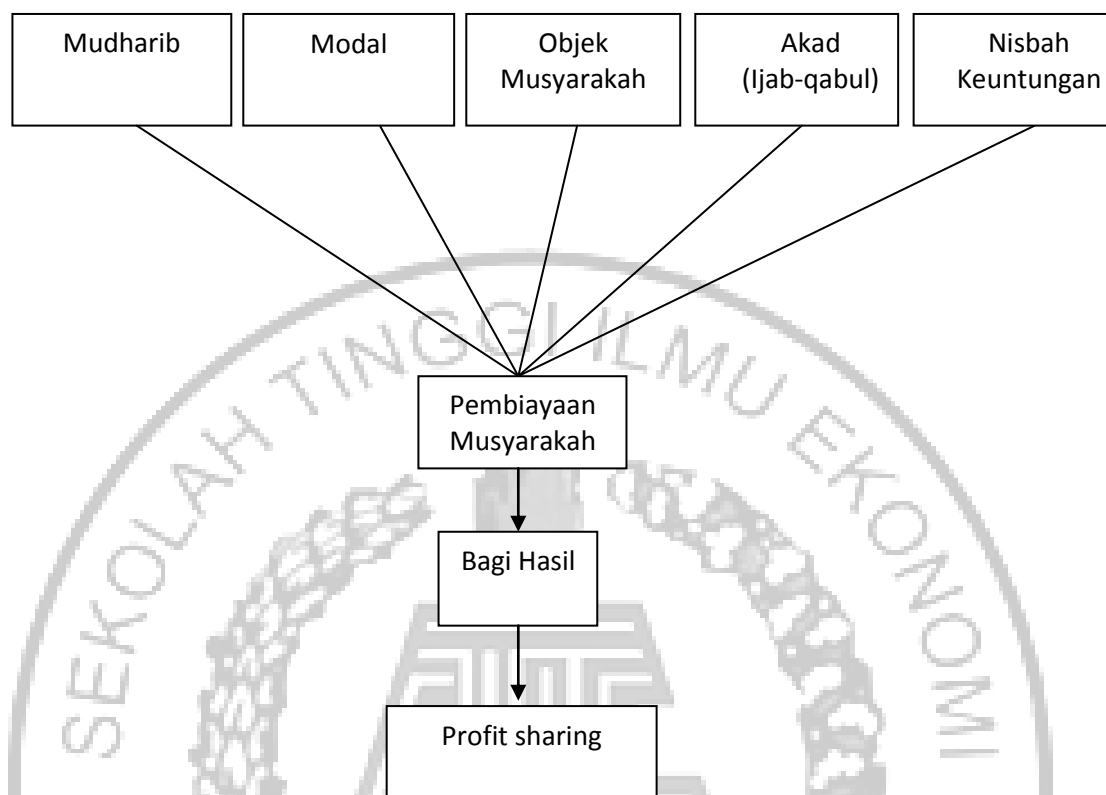 Mudharib
Modal
Objek
Musyarakah
Akad
(Ijab-qabul)
Nisbah
Keuntungan
SEKOLAH TINGGI ILMU EKONOMI
Pembiayaan
Musyarakah
Bagi Hasil
Profit sharing